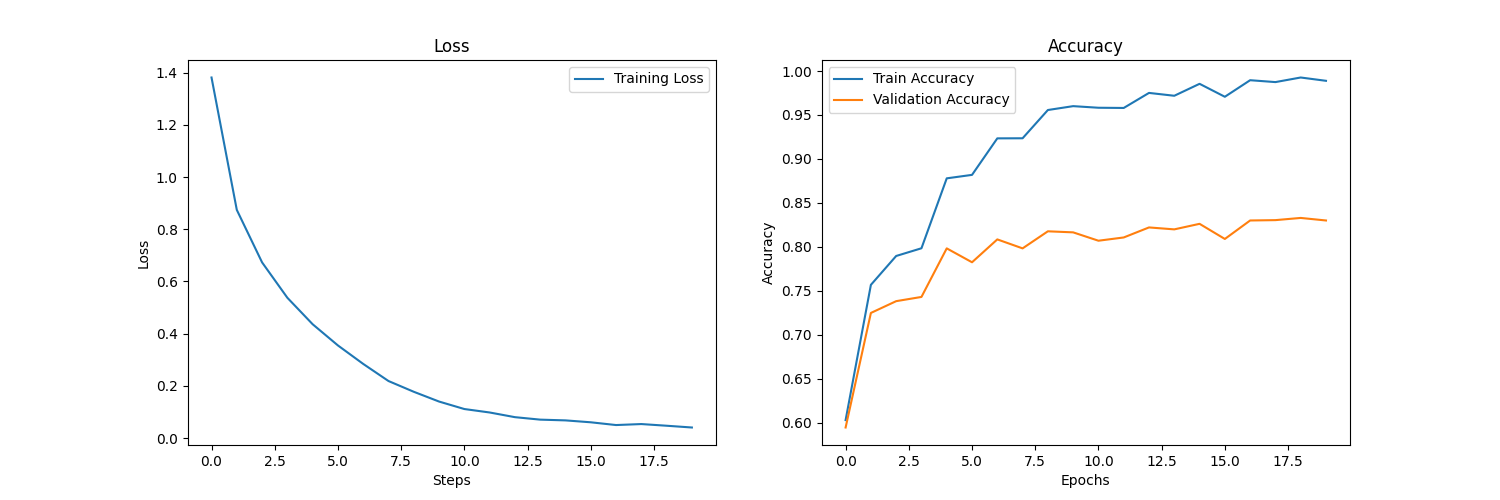 Loss
1.4
1.2
1.0
0.8
0.6
0.4
0.2
0.0
Loss
Training Loss
0.0 2.5 5.0 7.5 10.0 12.5 15.0 17.5
Steps
Accuracy
1.00
0.95
0.90
0.85
0.80
0.75
0.70
0.65
0.60
Accuracy
Train Accuracy
Validation Accuracy
0.0 2.5 5.0 7.5 10.0 12.5 15.0 17.5
Epochs